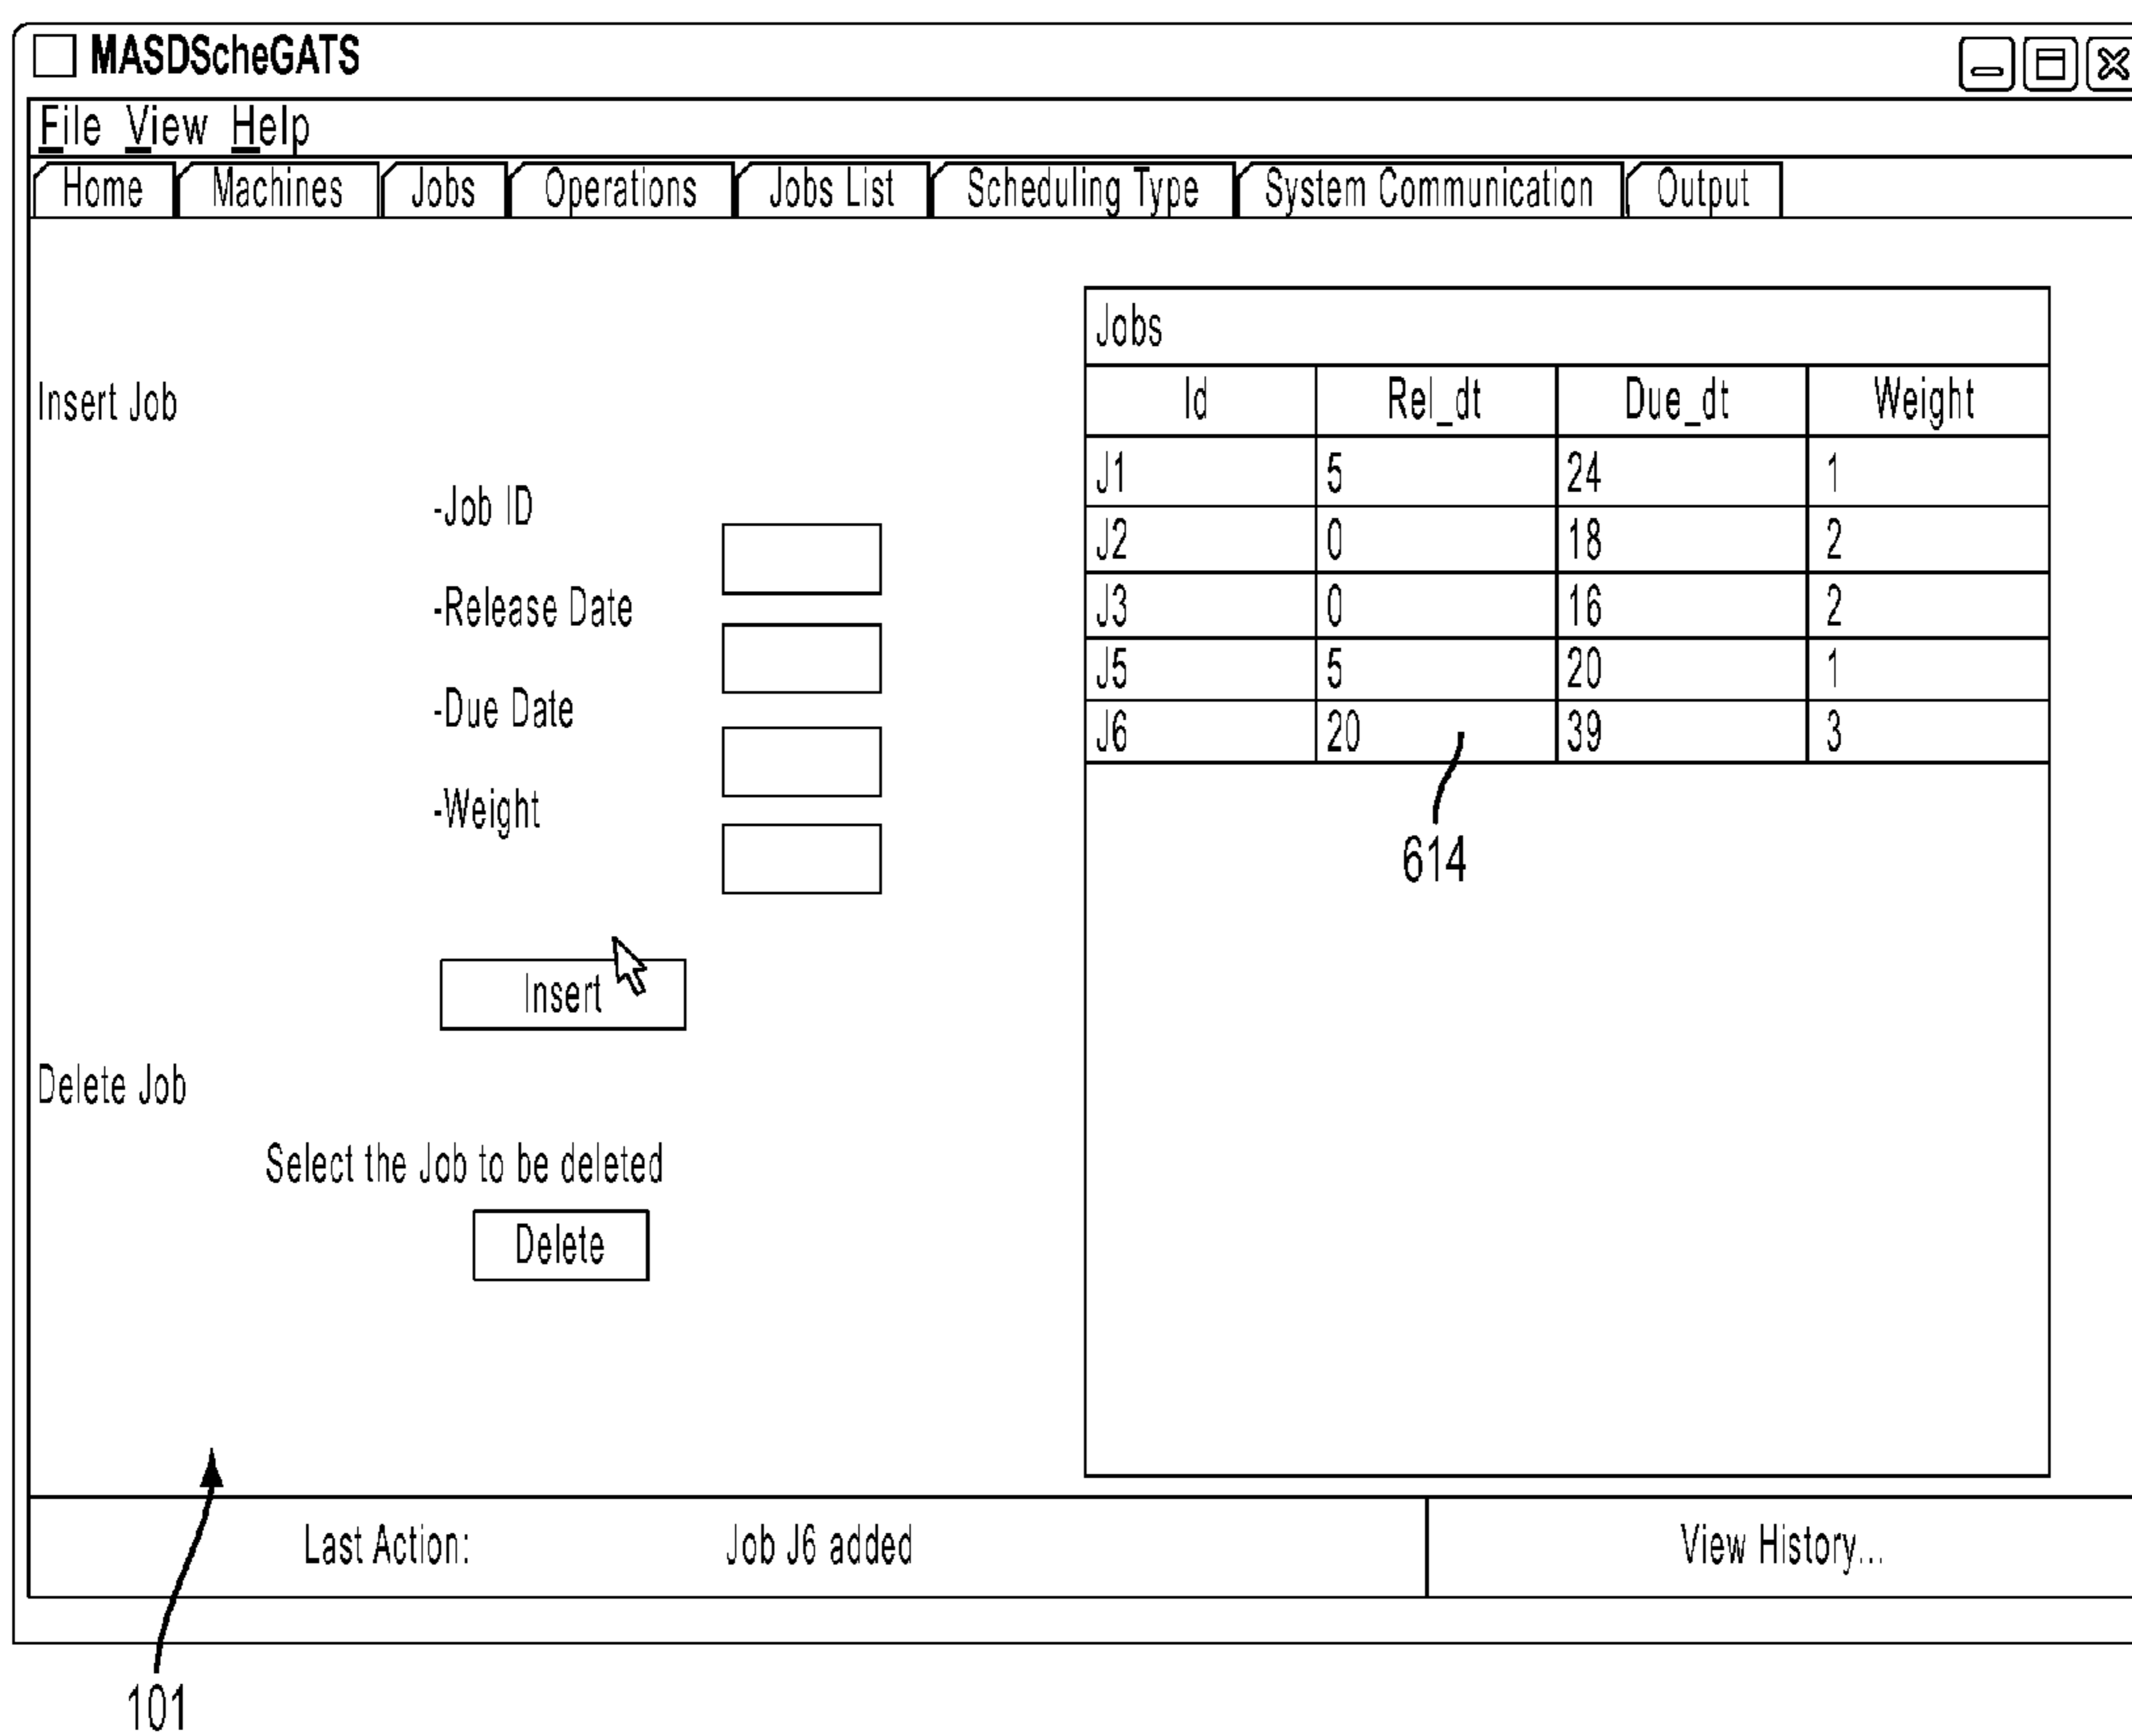 MASDScheGATS
File View Help
Home Machines Jobs Operations Jobs List Scheduling Type System Communication Output
Insert Job
-Job ID
-Release Date
-Due Date
-Weight
Insert
Delete Job
Select the Job to be deleted
Delete
Jobs
Id Rel_dt Due_dt Weight
J1 5 24 1
J2 0 18 2
J3 0 16 2
J5 5 20 1
J6 20 39 3
614
Last Action: Job J6 added View History...
101